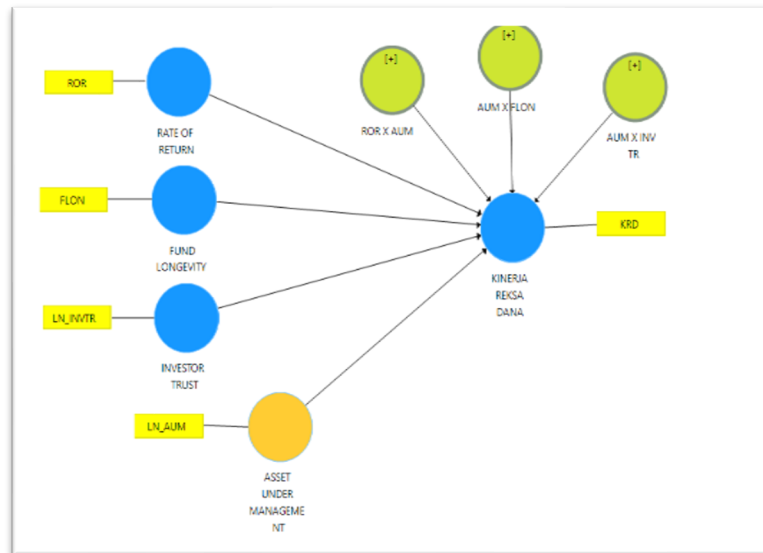 ROR
RATE OF
RETURN
[+]
ROR X AUM
[+]
AUM X FLON
[+]
AUM X INV
TR
FLON
FUND
LONGEVITY
KRD
KINERJA
REKSA
DANA
LN_INVTR
INVESTOR
TRUST
LN_AUM
ASSET
UNDER
MANAGEME
NT